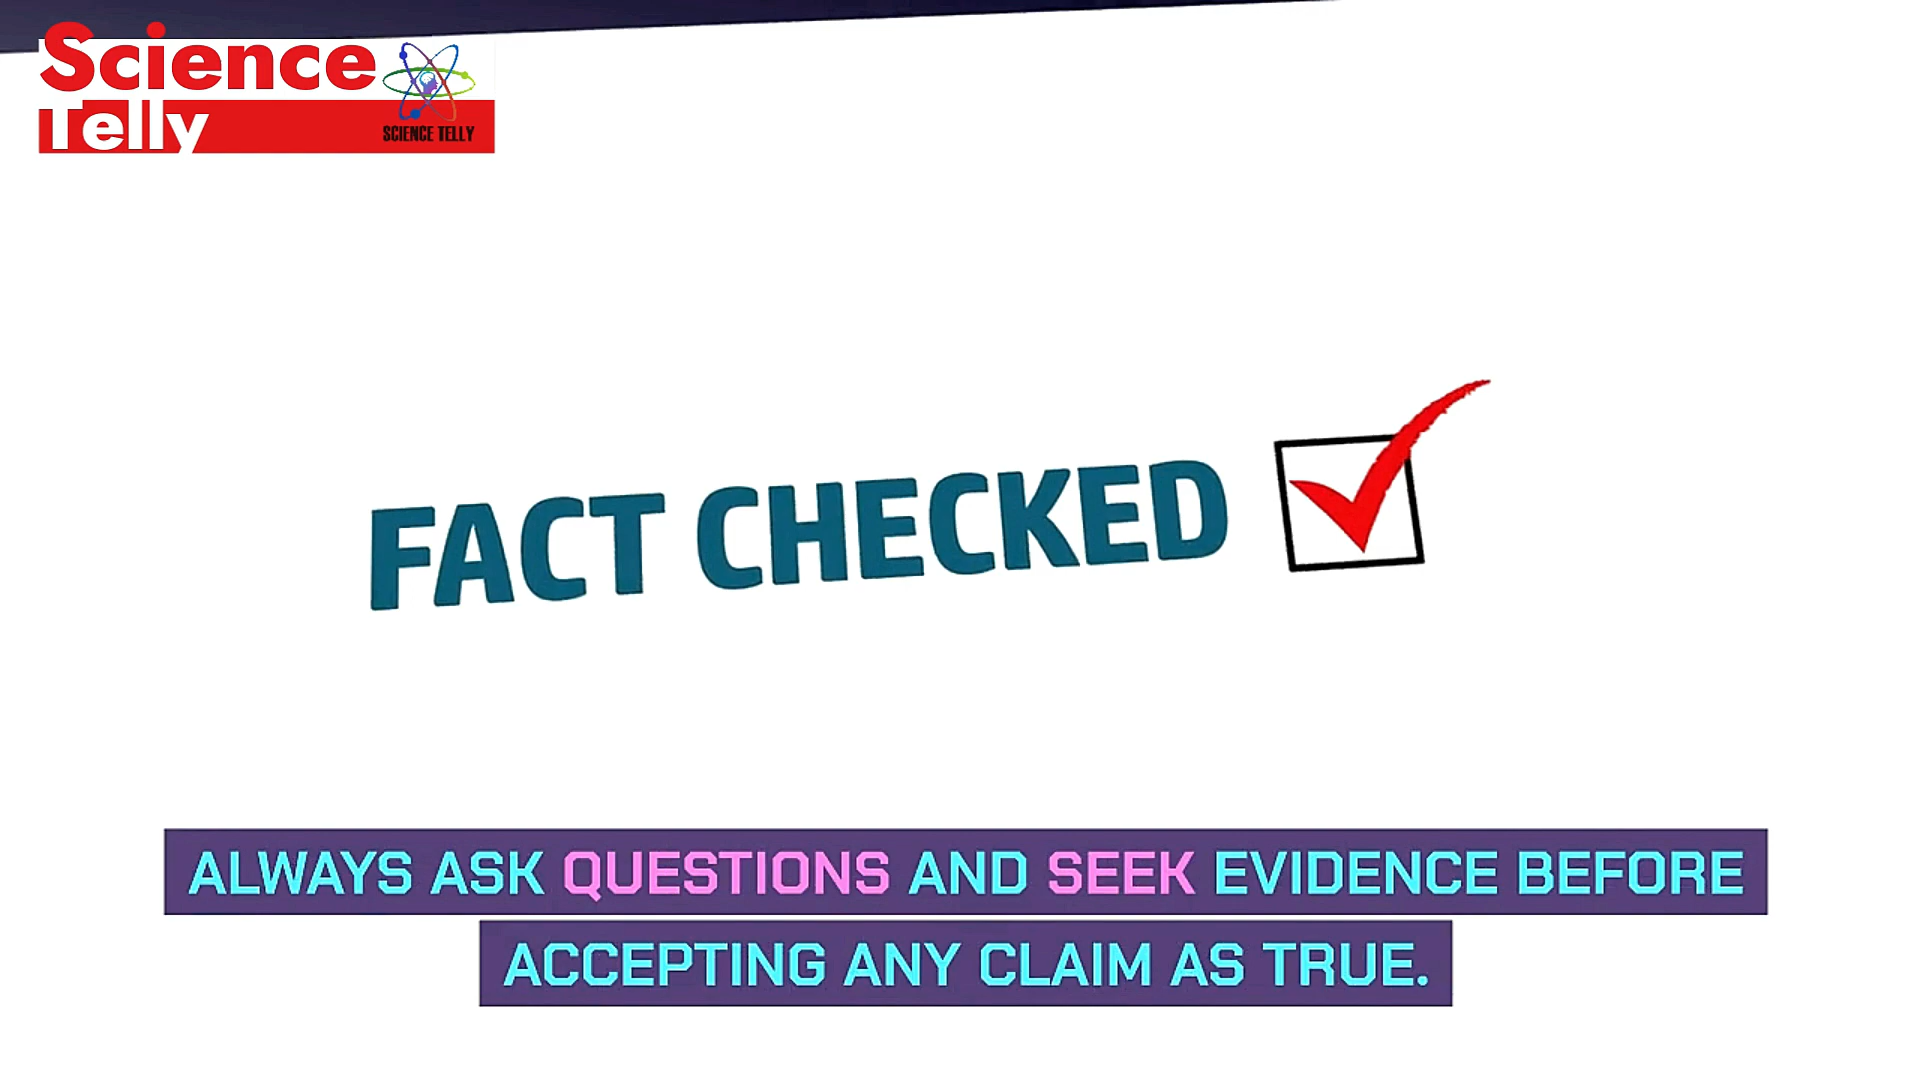 Science
Telly
SCIENCE TELLY
FACT CHECKED
ALWAYS ASK QUESTIONS AND SEEK EVIDENCE BEFORE
ACCEPTING ANY CLAIM AS TRUE.